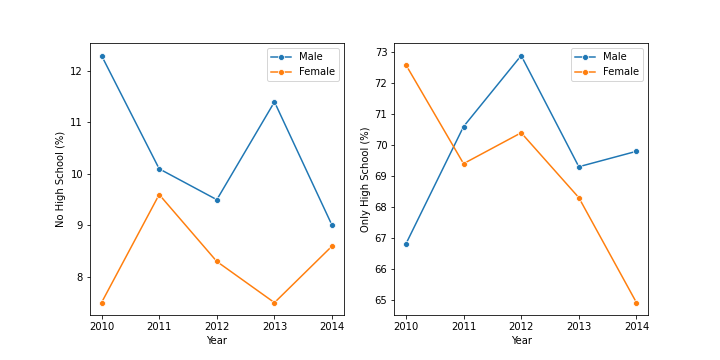 No High School (%)
12
11
10
9
8
Male
Female
2010 2011 2012 2013 2014
Year
Only High School (%)
73
72
71
70
69
68
67
66
65
Male
Female
2010 2011 2012 2013 2014
Year